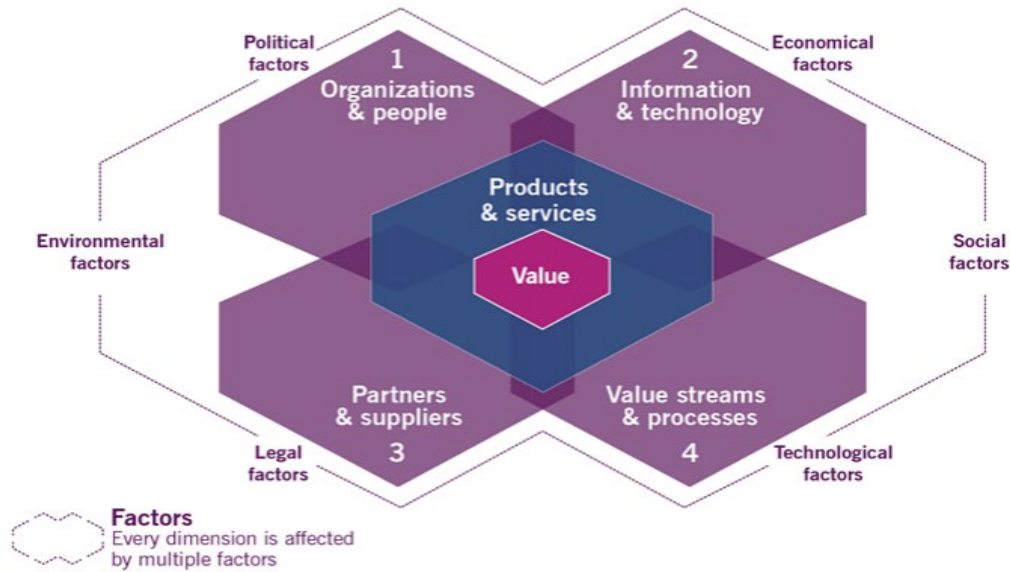 Political
factors
1
Organizations
& people
2
Information
& technology
Economical
factors
Products
& services
Environmental
factors
Value
Social
factors
Partners
& suppliers
3
Value streams
& processes
4
Legal
factors
Technological
factors
Factors
Every dimension is affected
by multiple factors